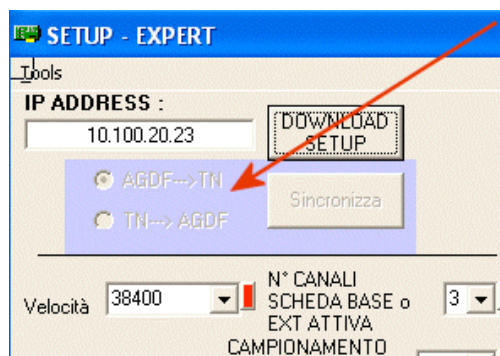 SETUP - EXPERT
Tools
IP ADDRESS :
10.100.20.23
DOWNLOAD
SETUP
AGDF--->TN
TN---> AGDF
Sincronizza
Velocità
38400
N° CANALI
SCHEDA BASE o
EXT ATTIVA
3
CAMPIONAMENTO